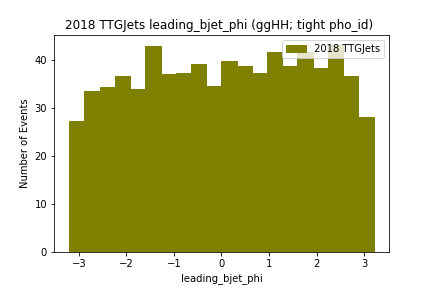 2018 TTGJets leading_bjet_phi (ggHH; tight pho_id)
2018 TTGJets
Number of Events
40
30
20
10
0
−3 −2 −1 0 1 2 3
leading_bjet_phi